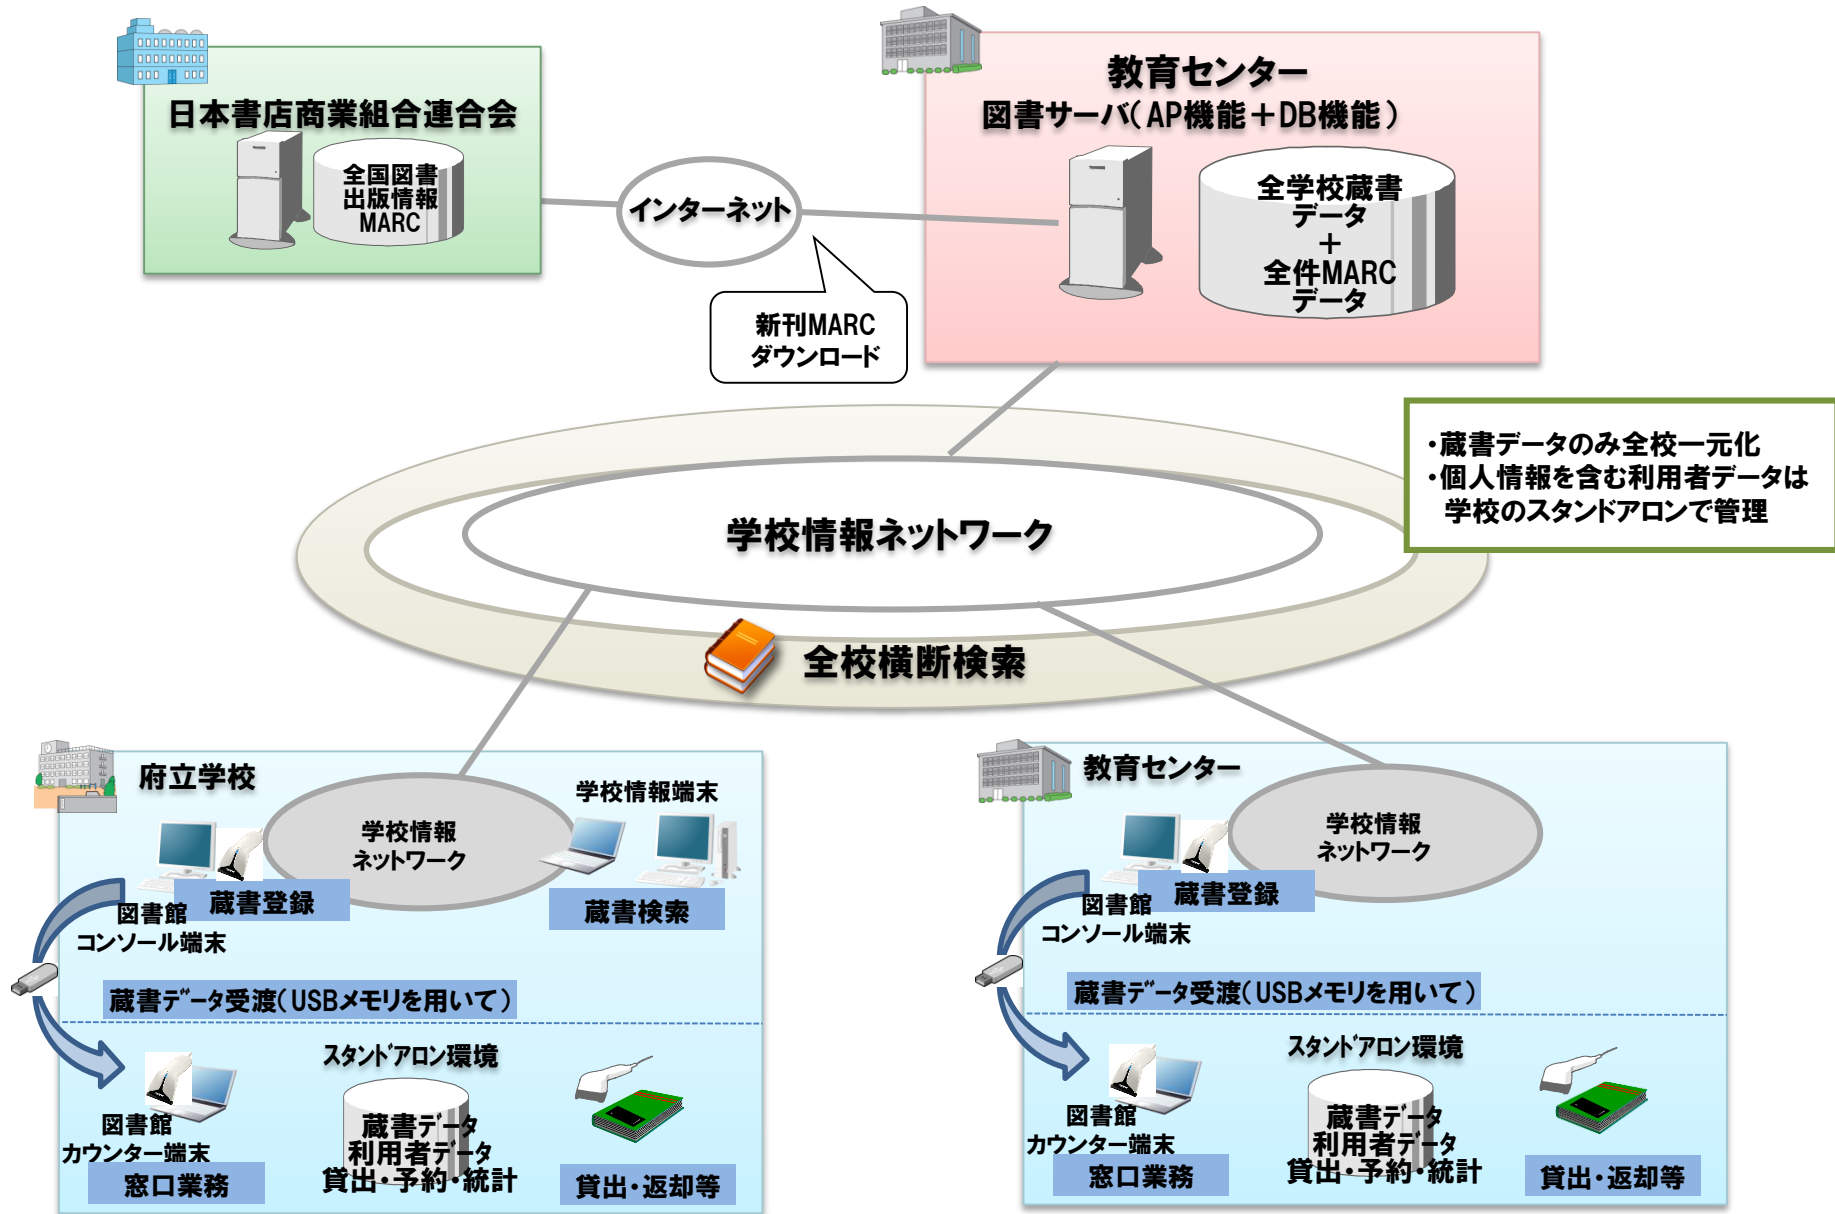 日本書店商業組合連合会
全国図書
出版情報
MARC
インターネット
新刊MARC
ダウンロード
教育センター
図書サーバ(AP機能＋DB機能)
全学校蔵書
データ
＋
全件MARC
データ
・蔵書データのみ全校一元化
・個人情報を含む利用者データは
学校のスタンドアロンで管理
学校情報ネットワーク
全校横断検索
府立学校
学校情報
ネットワーク
学校情報端末
蔵書登録
蔵書検索
図書館
コンソール端末
蔵書データ受渡(USBメモリを用いて)
スタンドアロン環境
図書館
カウンター端末
窓口業務
蔵書データ
利用者データ
貸出・予約・統計
貸出・返却等
教育センター
学校情報
ネットワーク
蔵書登録
図書館
コンソール端末
蔵書データ受渡(USBメモリを用いて)
スタンドアロン環境
図書館
カウンター端末
窓口業務
蔵書データ
利用者データ
貸出・予約・統計
貸出・返却等